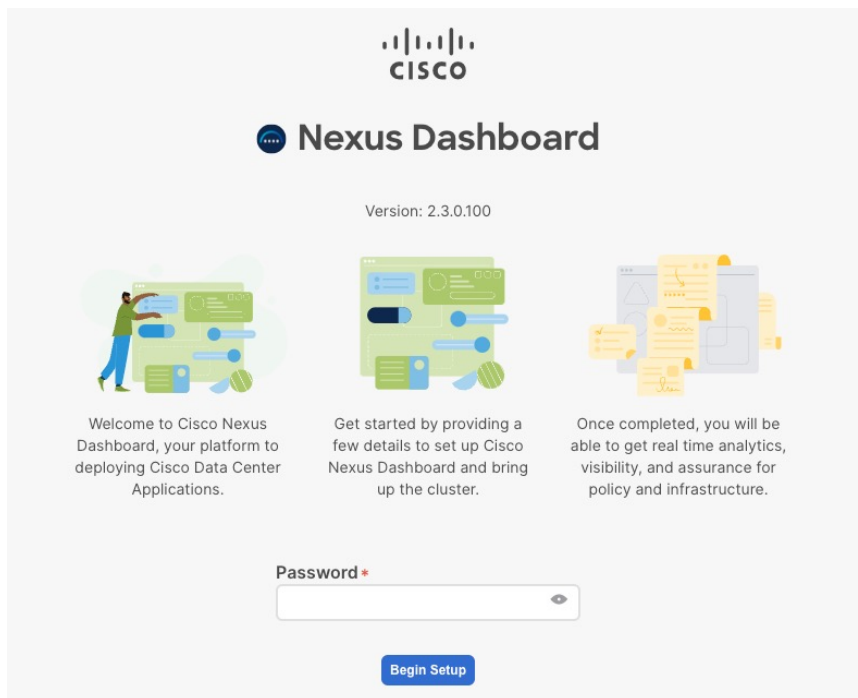 CISCO
Nexus Dashboard
Version: 2.3.0.100
Welcome to Cisco Nexus
Dashboard, your platform to
deploying Cisco Data Center
Applications.
Get started by providing a
few details to set up Cisco
Nexus Dashboard and bring
up the cluster.
Once completed, you will be
able to get real time analytics,
visibility, and assurance for
policy and infrastructure.
Password *
Begin Setup